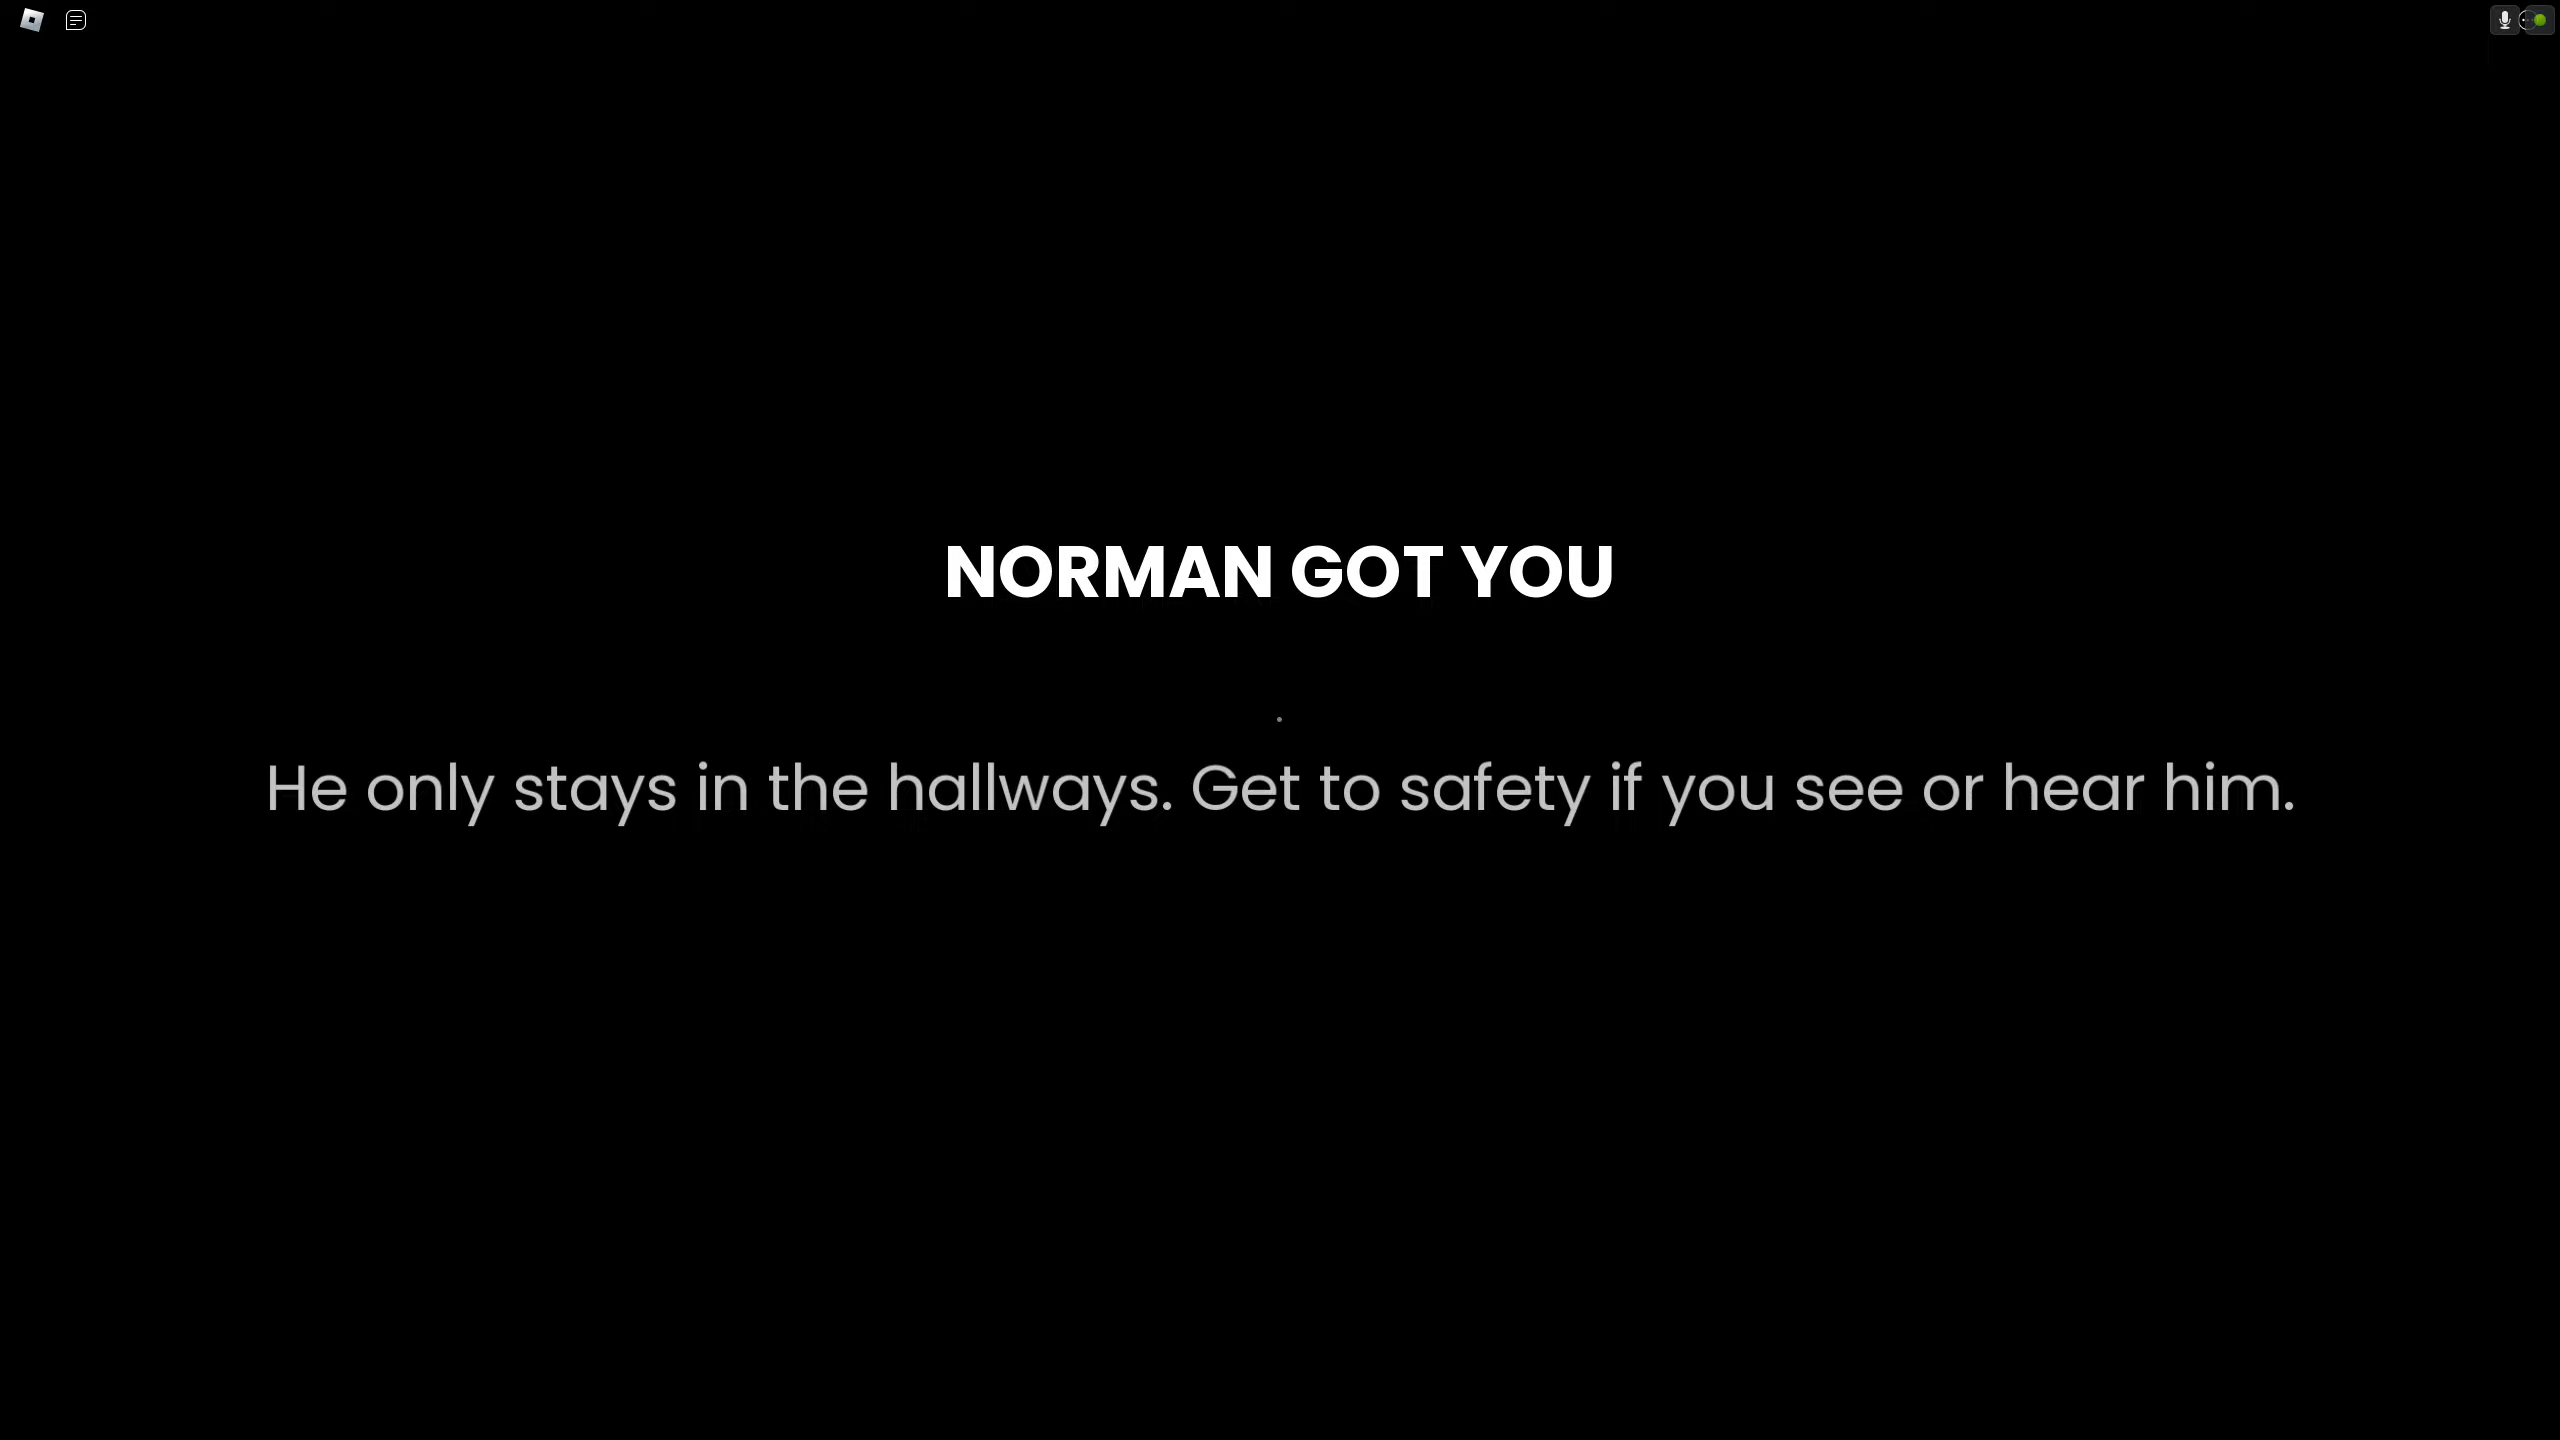 NORMAN GOT YOU
He only stays in the hallways. Get to safety if you see or hear him.